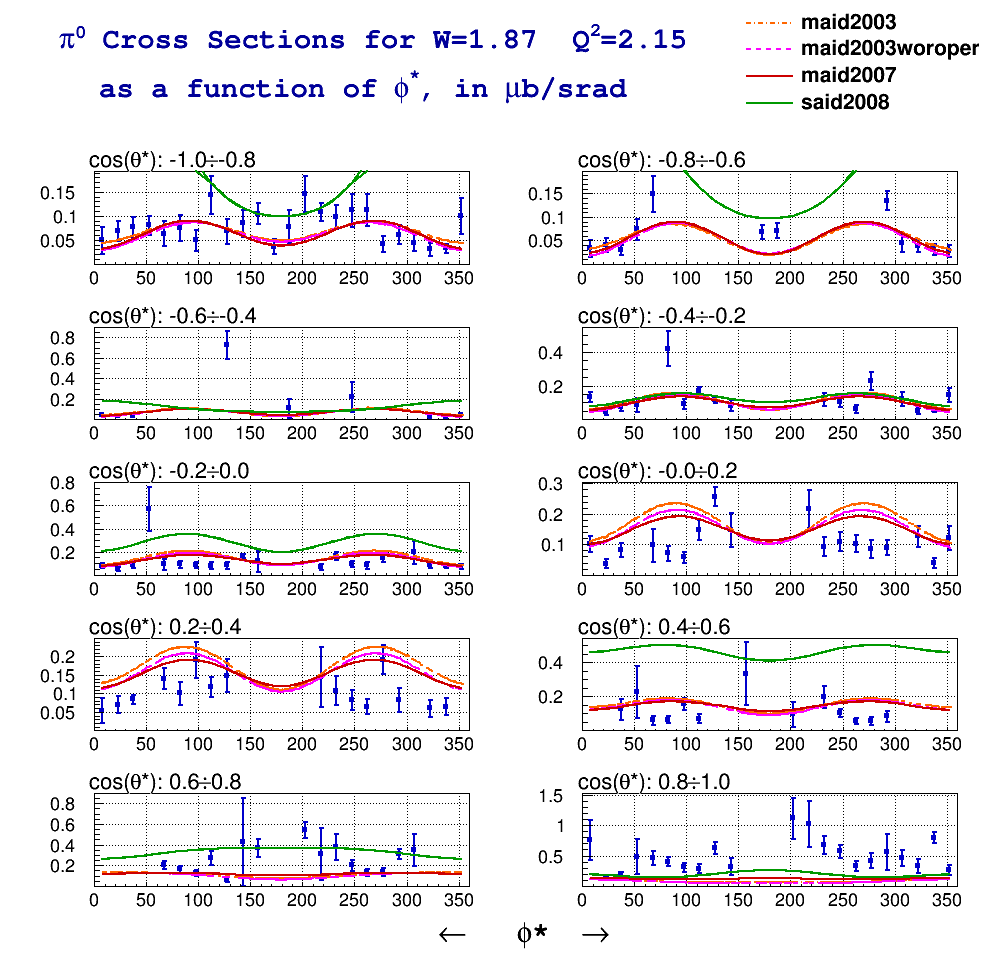 π⁰ Cross Sections for W=1.87 Q²=2.15
as a function of ϕ*, in μb/srad
maid2003
maid2003woroper
maid2007
said2008
cos(θ*): -1.0÷-0.8
0.15
0.1
0.05
0 50 100 150 200 250 300 350
cos(θ*): -0.8÷-0.6
0.15
0.1
0.05
0 50 100 150 200 250 300 350
cos(θ*): -0.6÷-0.4
0.8
0.6
0.4
0.2
0 50 100 150 200 250 300 350
cos(θ*): -0.4÷-0.2
0.4
0.2
0 50 100 150 200 250 300 350
cos(θ*): -0.2÷0.0
0.8
0.6
0.4
0.2
0 50 100 150 200 250 300 350
cos(θ*): -0.0÷0.2
0.3
0.2
0.1
0 50 100 150 200 250 300 350
cos(θ*): 0.2÷0.4
0.2
0.15
0.1
0.05
0 50 100 150 200 250 300 350
cos(θ*): 0.4÷0.6
0.4
0.2
0 50 100 150 200 250 300 350
cos(θ*): 0.6÷0.8
0.8
0.6
0.4
0.2
0 50 100 150 200 250 300 350
cos(θ*): 0.8÷1.0
1.5
1
0.5
0 50 100 150 200 250 300 350
← ϕ* →